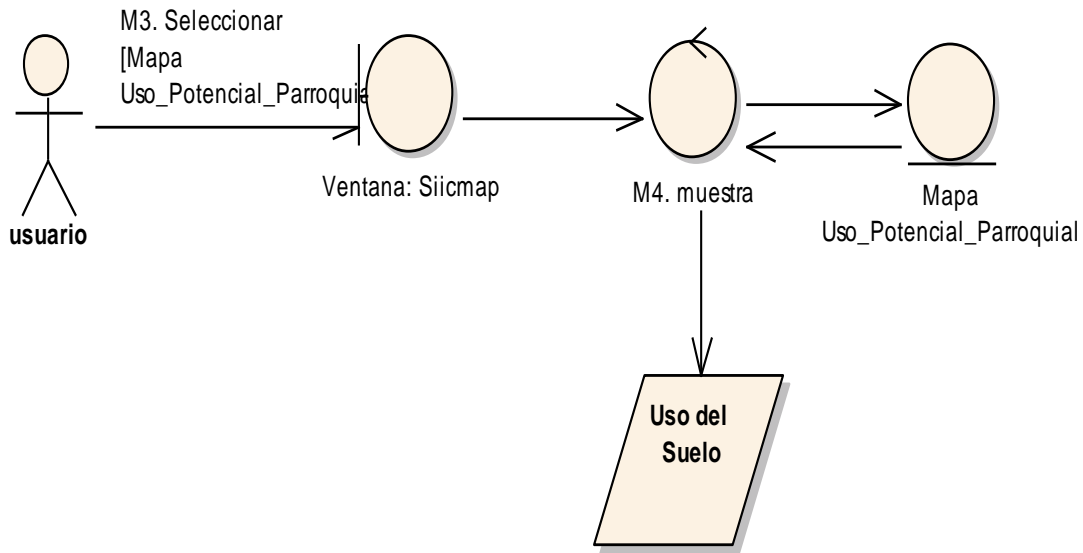 M3. Seleccionar
[Mapa
Uso_Potencial_Parroquia
usuario
Ventana: Siicmap
M4. muestra
Mapa
Uso_Potencial_Parroquial
Uso del
Suelo